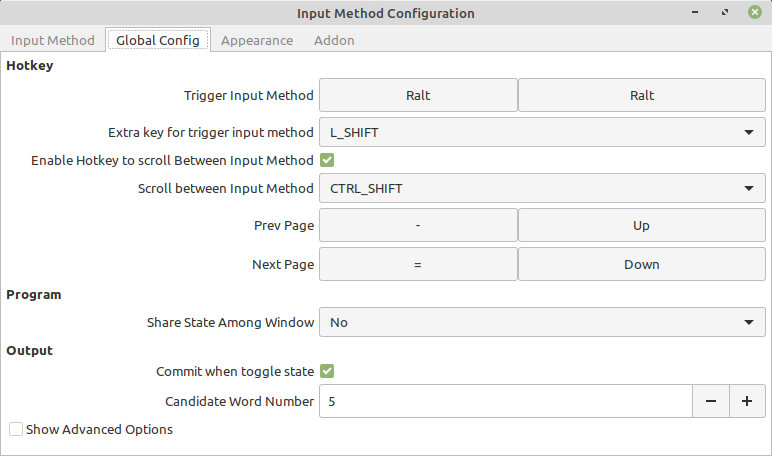 Input Method Configuration
Input Method Global Config Appearance Addon
Hotkey
Trigger Input Method Ralt Ralt
Extra key for trigger input method L_SHIFT
Enable Hotkey to scroll Between Input Method
Scroll between Input Method CTRL_SHIFT
Prev Page - Up
Next Page = Down
Program
Share State Among Window No
Output
Commit when toggle state
Candidate Word Number 5
Show Advanced Options